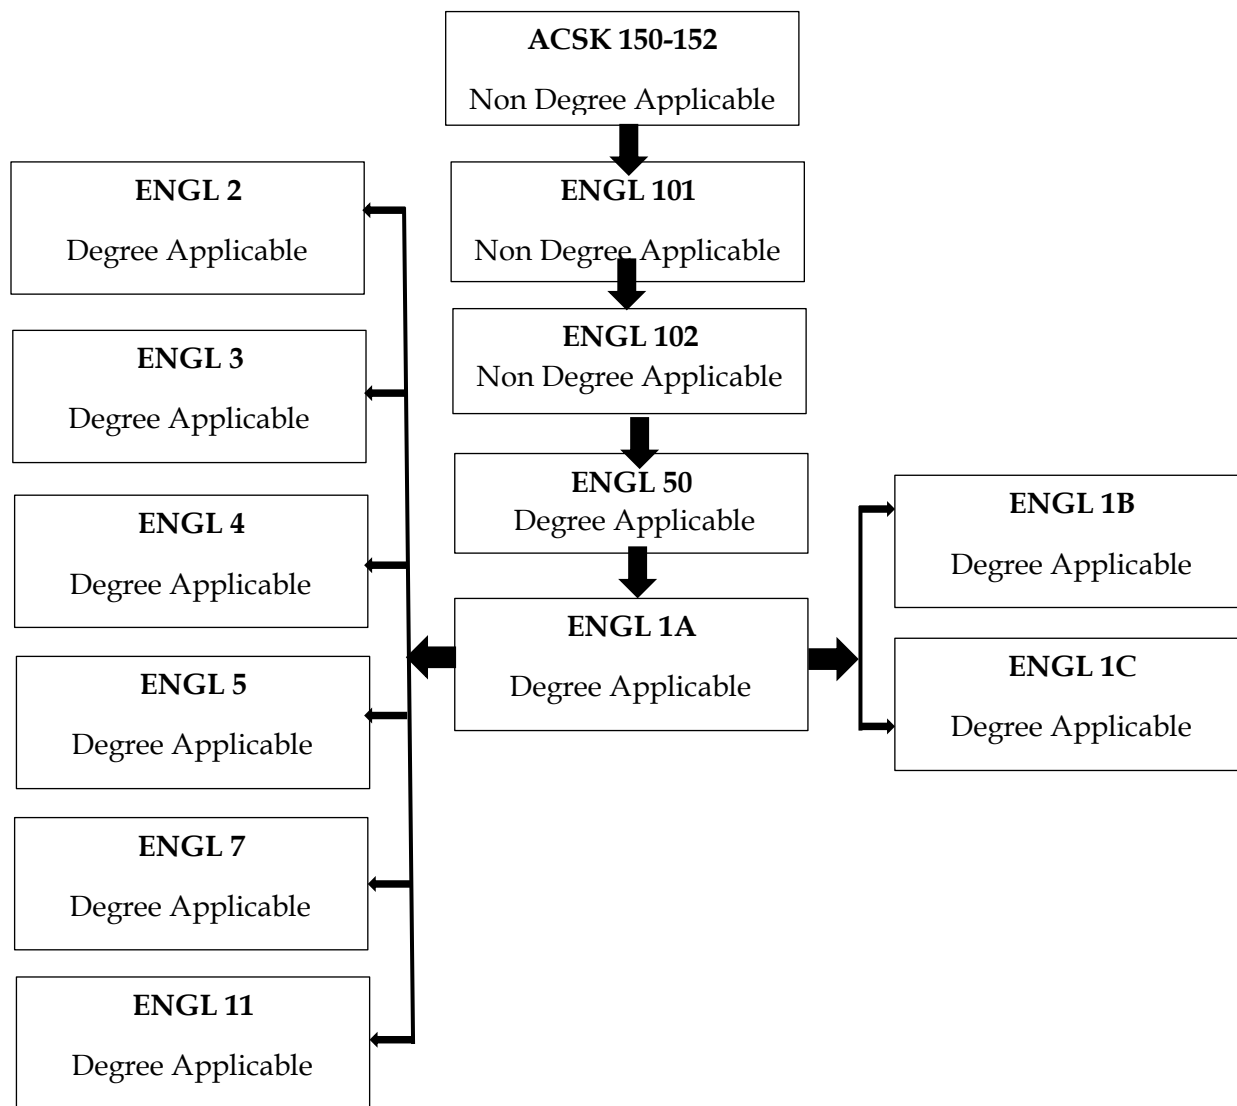 ACSK 150-152
Non Degree Applicable
ENGL 101
Non Degree Applicable
ENGL 102
Non Degree Applicable
ENGL 50
Degree Applicable
ENGL 1A
Degree Applicable
ENGL 2
Degree Applicable
ENGL 3
Degree Applicable
ENGL 4
Degree Applicable
ENGL 5
Degree Applicable
ENGL 7
Degree Applicable
ENGL 11
Degree Applicable
ENGL 1B
Degree Applicable
ENGL 1C
Degree Applicable